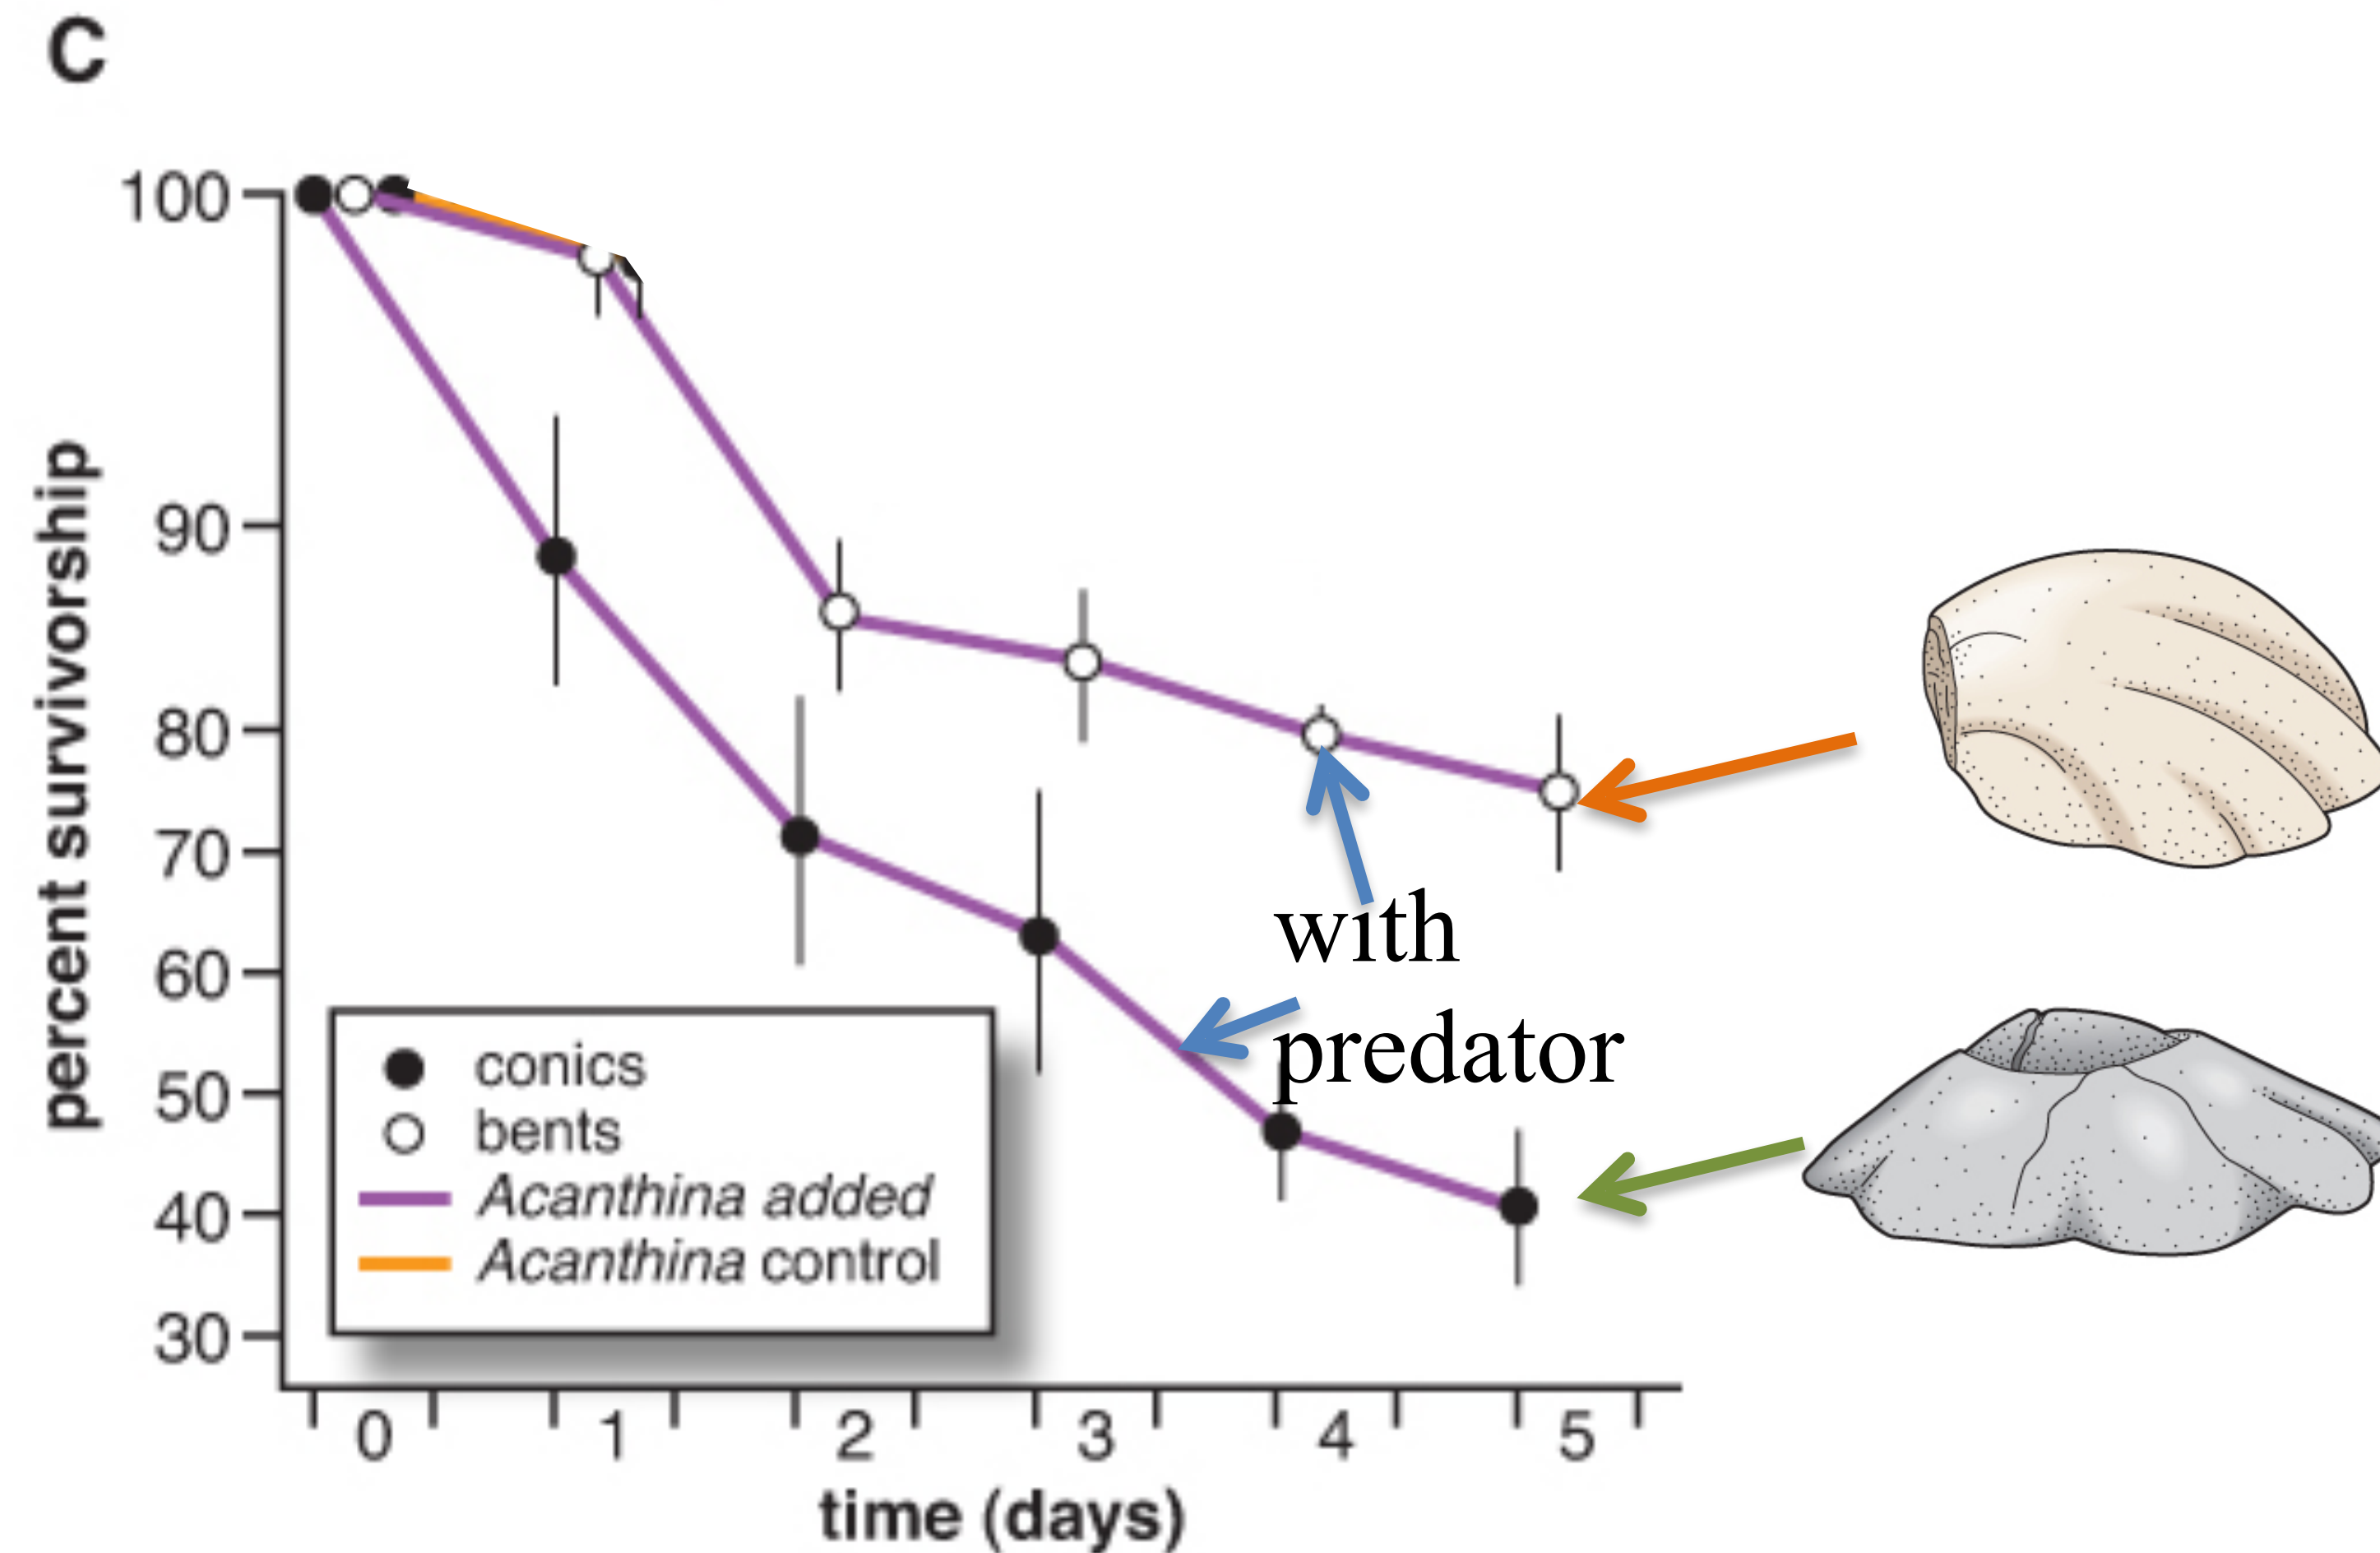 C
percent survivorship
100
90
80
70
60
50
40
30
with
predator
conics
bents
Acanthina added
Acanthina control
0 1 2 3 4 5
time (days)